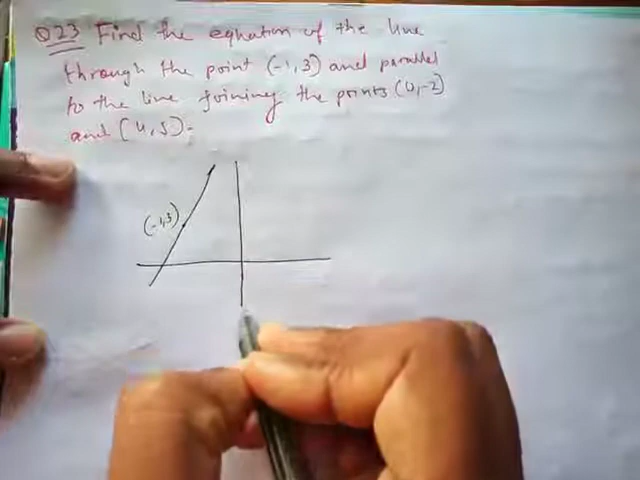 Q23 Find the equation of the line
through the point (-1,3) and parallel
to the line joining the points (0,-2)
and (4,5).
(-1,3)